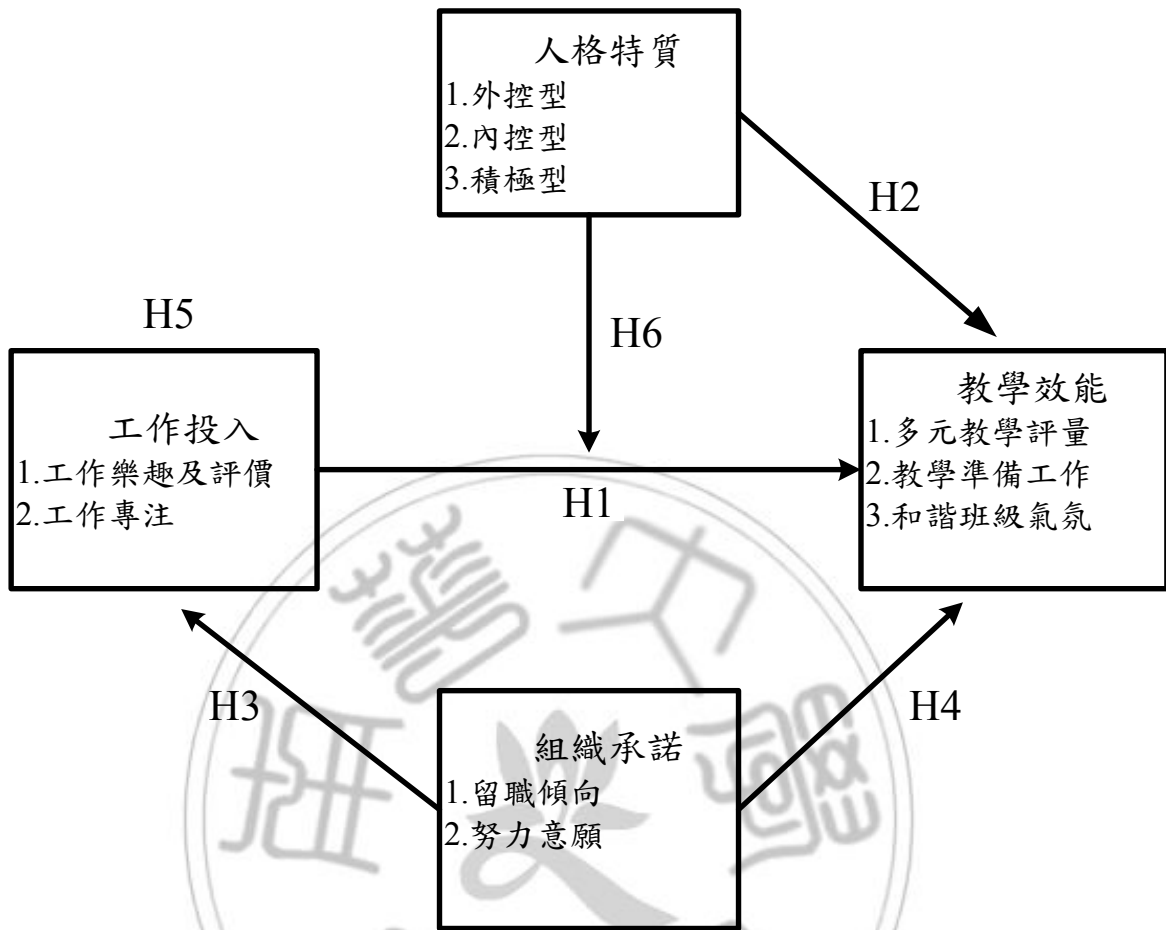 人格特質
1.外控型
2.內控型
3.積極型
H2
H5
H6
工作投入
1.工作樂趣及評價
2.工作專注
H1
教學效能
1.多元教學評量
2.教學準備工作
3.和諧班級氣氛
H3
H4
組織承諾
1.留職傾向
2.努力意願